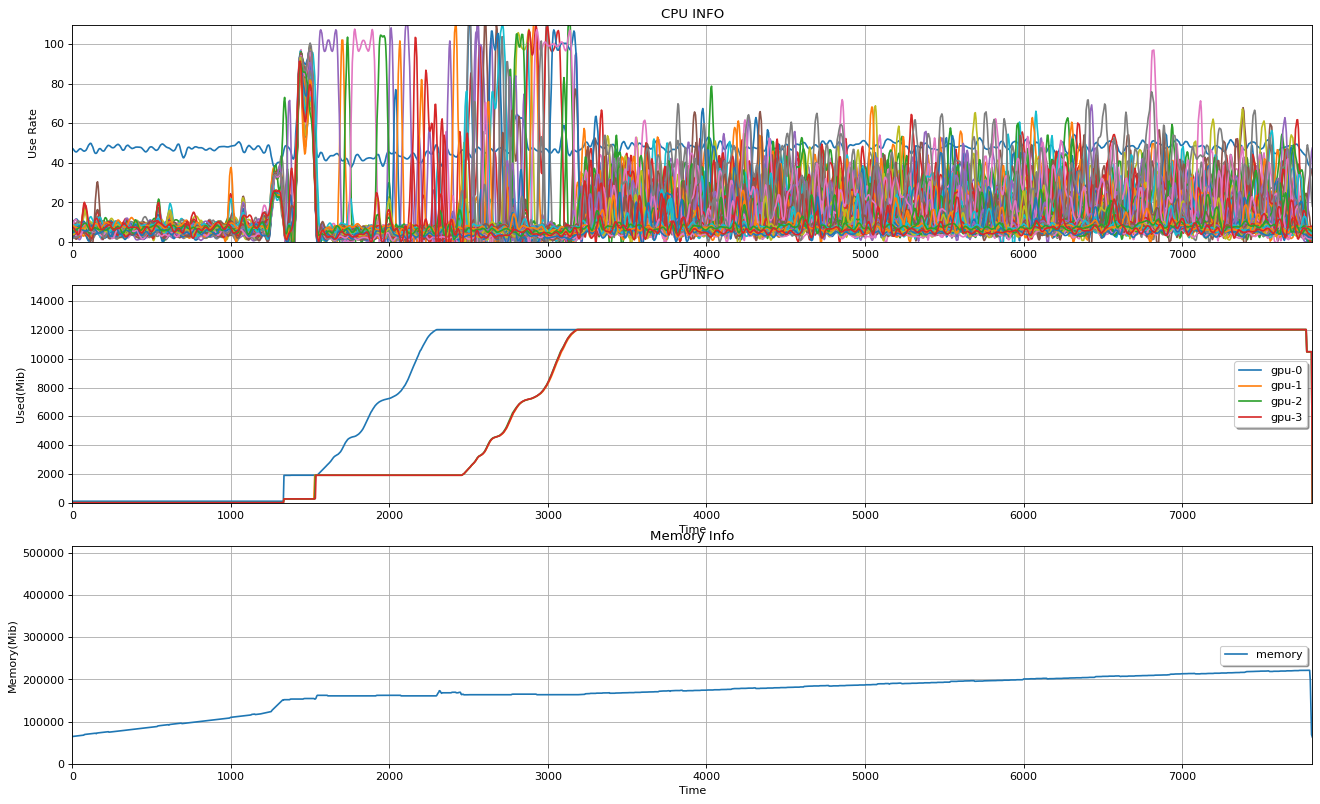 CPU INFO
Use Rate
100
80
60
40
20
0
0 1000 2000 3000 4000 5000 6000 7000
Time
GPU INFO
Used(Mib)
14000
12000
10000
8000
6000
4000
2000
0
gpu-0
gpu-1
gpu-2
gpu-3
0 1000 2000 3000 4000 5000 6000 7000
Time
Memory Info
Memory(Mib)
500000
400000
300000
200000
100000
0
memory
0 1000 2000 3000 4000 5000 6000 7000
Time